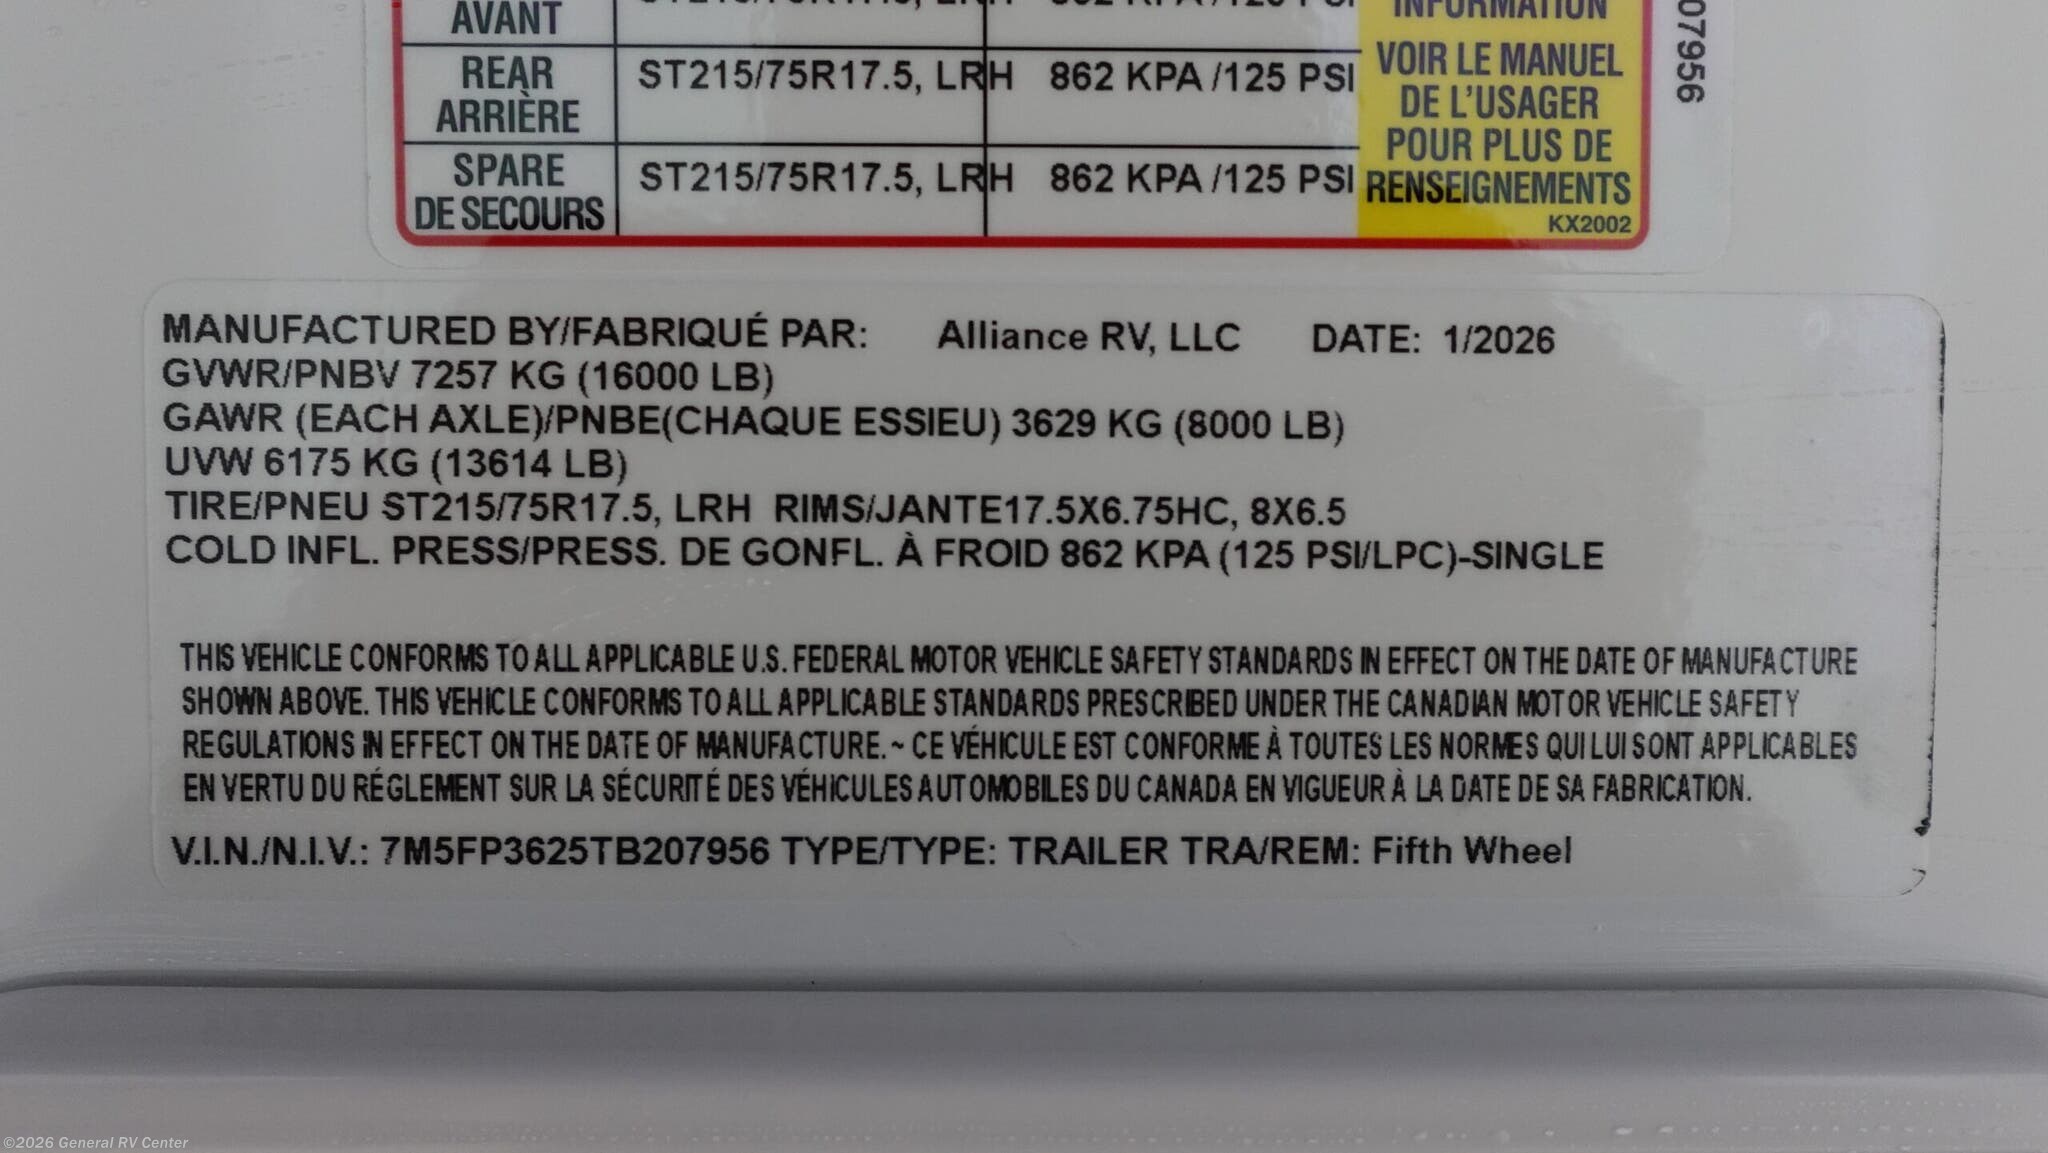 AVANT
ST215/75R17.5, LRH 862 KPA /125 PSI
INFORMATION
REAR
ARRIÈRE
ST215/75R17.5, LRH 862 KPA /125 PSI
SPARE
DE SECOURS
ST215/75R17.5, LRH 862 KPA /125 PSI
VOIR LE MANUEL
DE L'USAGER
POUR PLUS DE
RENSEIGNEMENTS
KX2002
07956
MANUFACTURED BY/FABRIQUÉ PAR: Alliance RV, LLC DATE: 1/2026
GVWR/PNBV 7257 KG (16000 LB)
GAWR (EACH AXLE)/PNBE(CHAQUE ESSIEU) 3629 KG (8000 LB)
UVW 6175 KG (13614 LB)
TIRE/PNEU ST215/75R17.5, LRH RIMS/JANTE17.5X6.75HC, 8X6.5
COLD INFL. PRESS/PRESS. DE GONFL. À FROID 862 KPA (125 PSI/LPC)-SINGLE
THIS VEHICLE CONFORMS TO ALL APPLICABLE U.S. FEDERAL MOTOR VEHICLE SAFETY STANDARDS IN EFFECT ON THE DATE OF MANUFACTURE
SHOWN ABOVE. THIS VEHICLE CONFORMS TO ALL APPLICABLE STANDARDS PRESCRIBED UNDER THE CANADIAN MOTOR VEHICLE SAFETY
REGULATIONS IN EFFECT ON THE DATE OF MANUFACTURE. ~ CE VÉHICULE EST CONFORME À TOUTES LES NORMES QUI LUI SONT APPLICABLES
EN VERTU DU RÉGLEMENT SUR LA SÉCURITÉ DES VÉHICULES AUTOMOBILES DU CANADA EN VIGUEUR À LA DATE DE SA FABRICATION.
V.I.N./N.I.V.: 7M5FP3625TB207956 TYPE/TYPE: TRAILER TRA/REM: Fifth Wheel
©2026 General RV Center